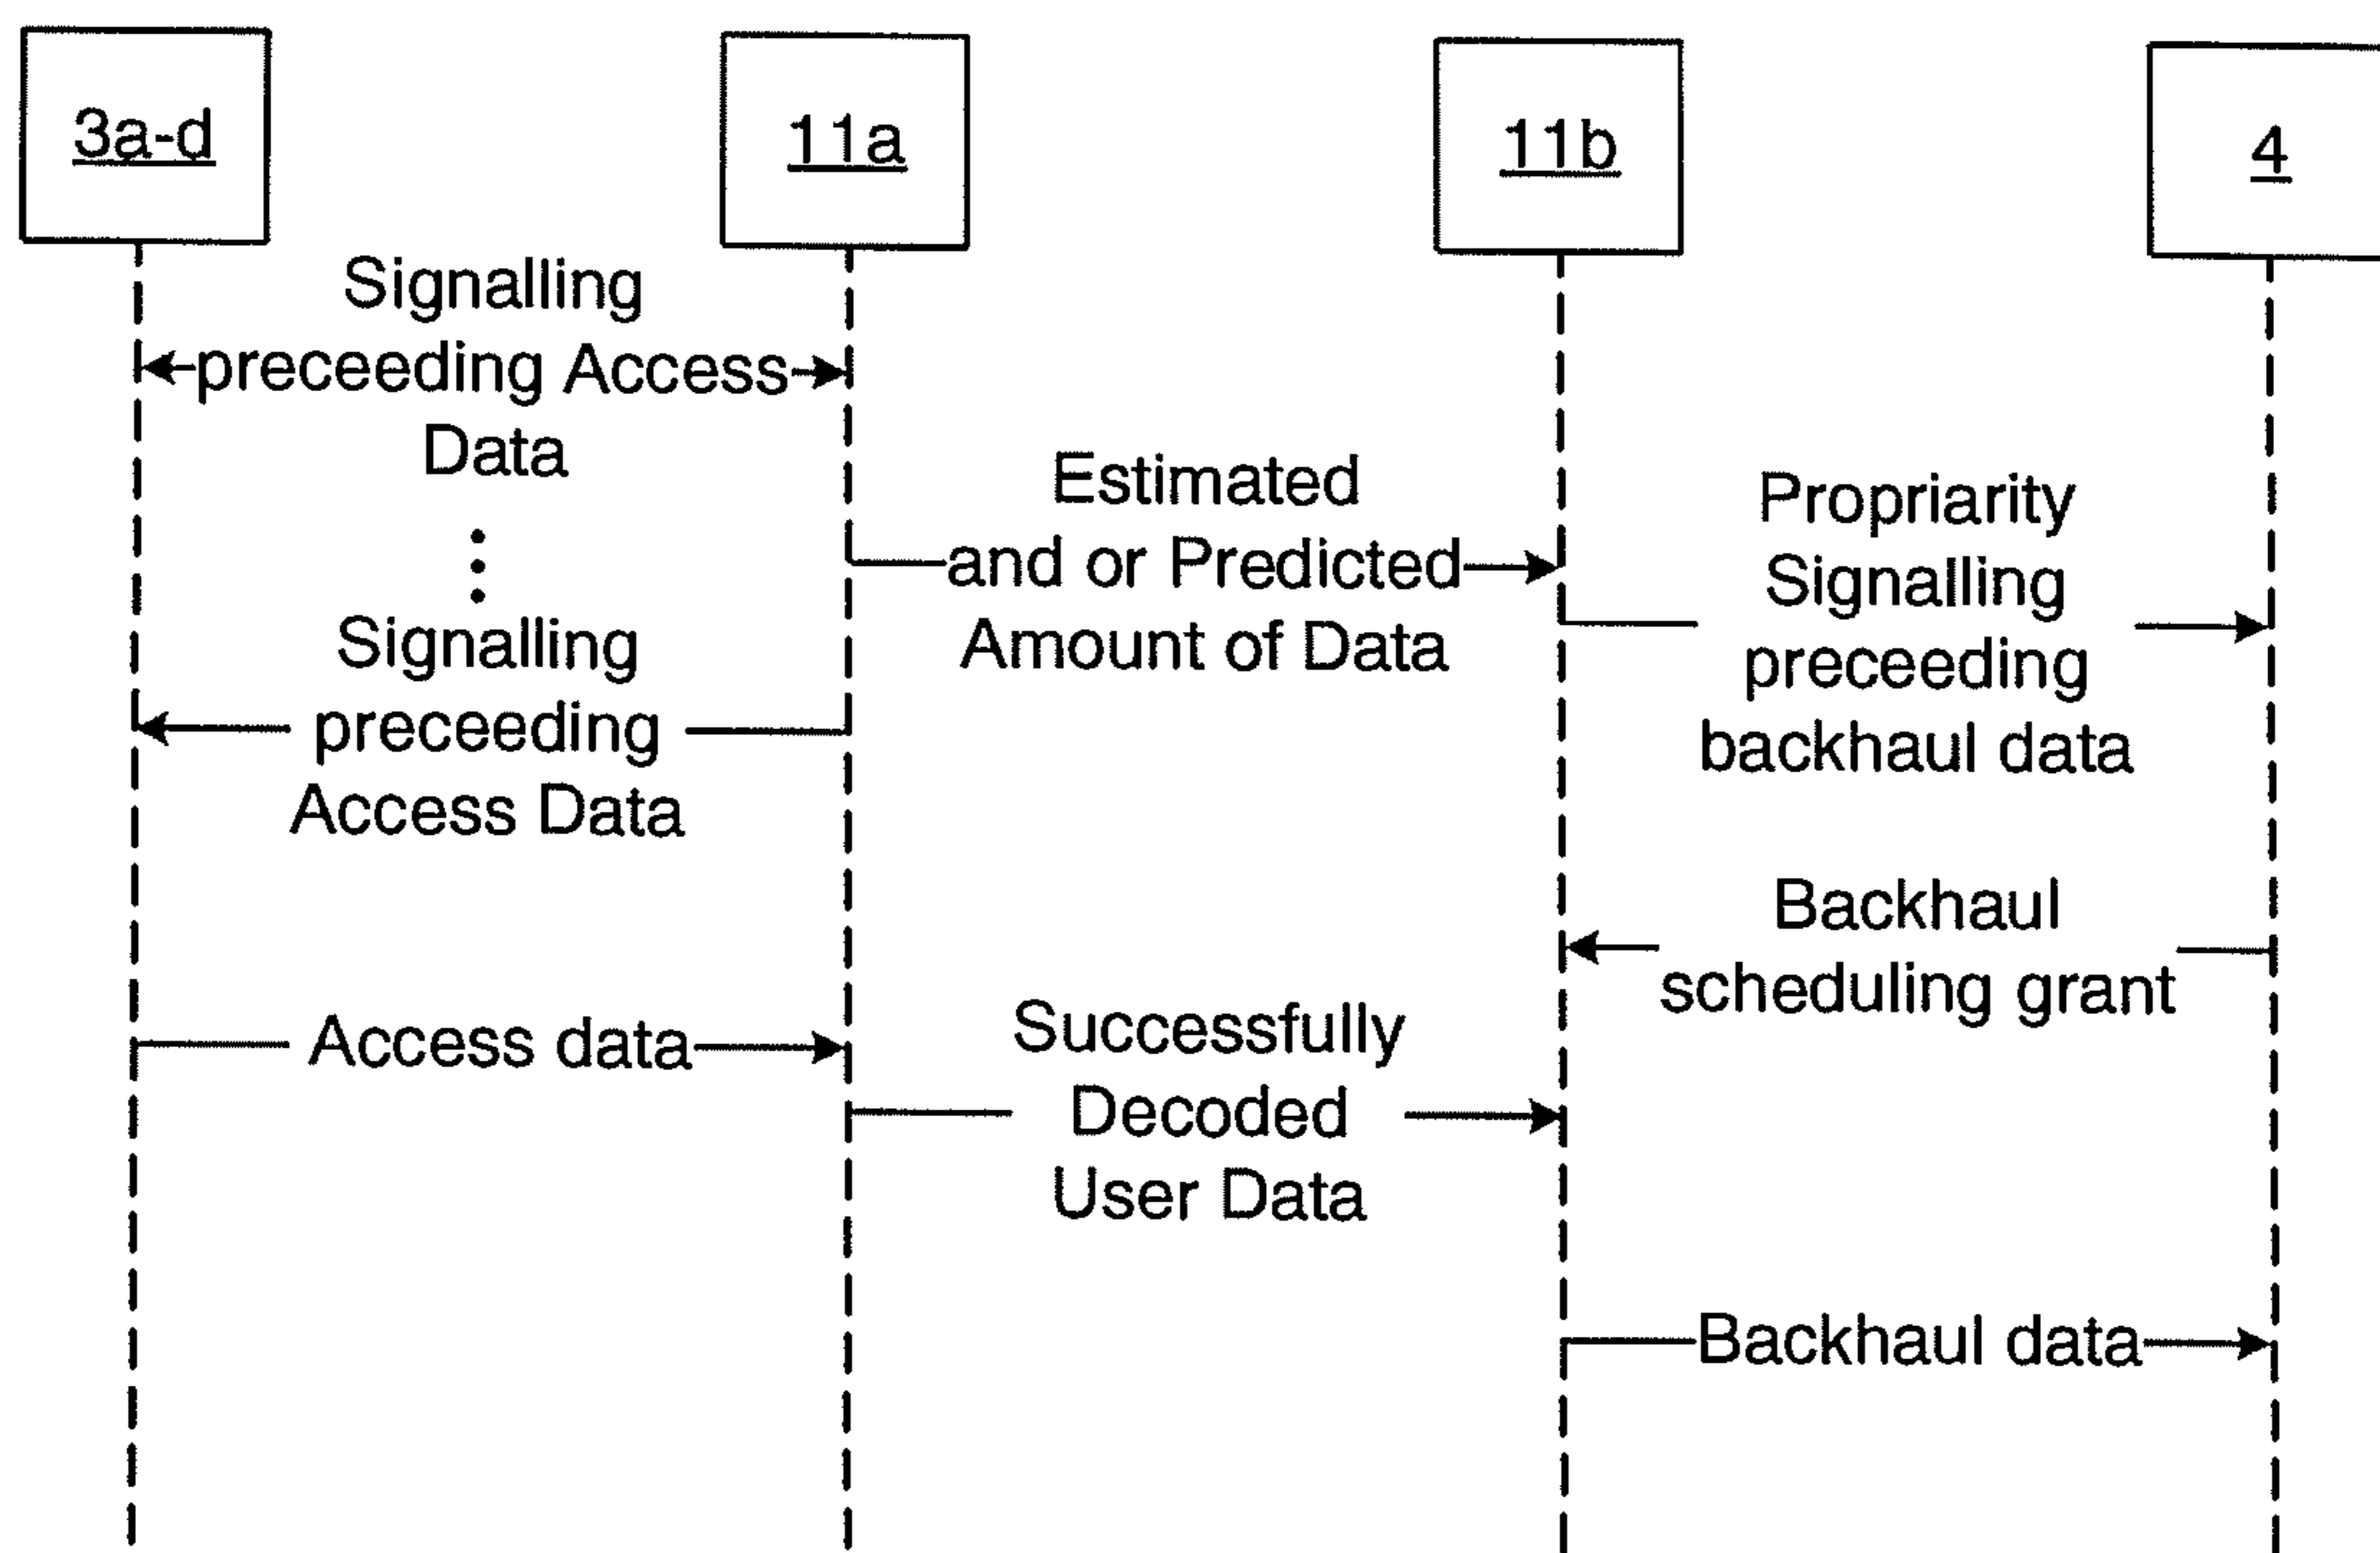 3a-d
11a
11b
4
Signalling
preceeding Access
Data
Estimated
and or Predicted
Amount of Data
Propriarity
Signalling
preceeding
backhaul data
Signalling
preceeding
Access Data
Backhaul
scheduling grant
Access data
Successfully
Decoded
User Data
Backhaul data